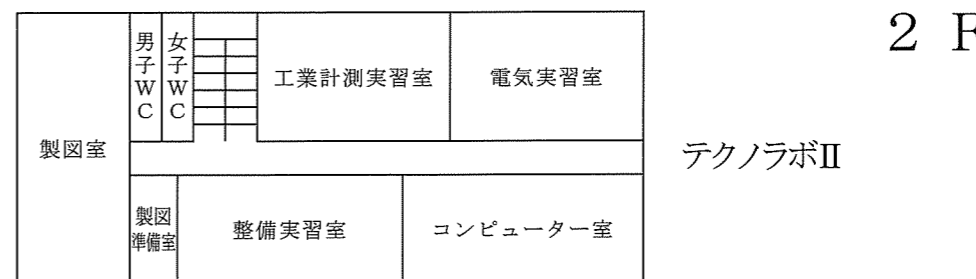 2 F
男子WC
女子WC
工業計測実習室
電気実習室
製図室
テクノラボⅡ
製図
準備室
整備実習室
コンピューター室